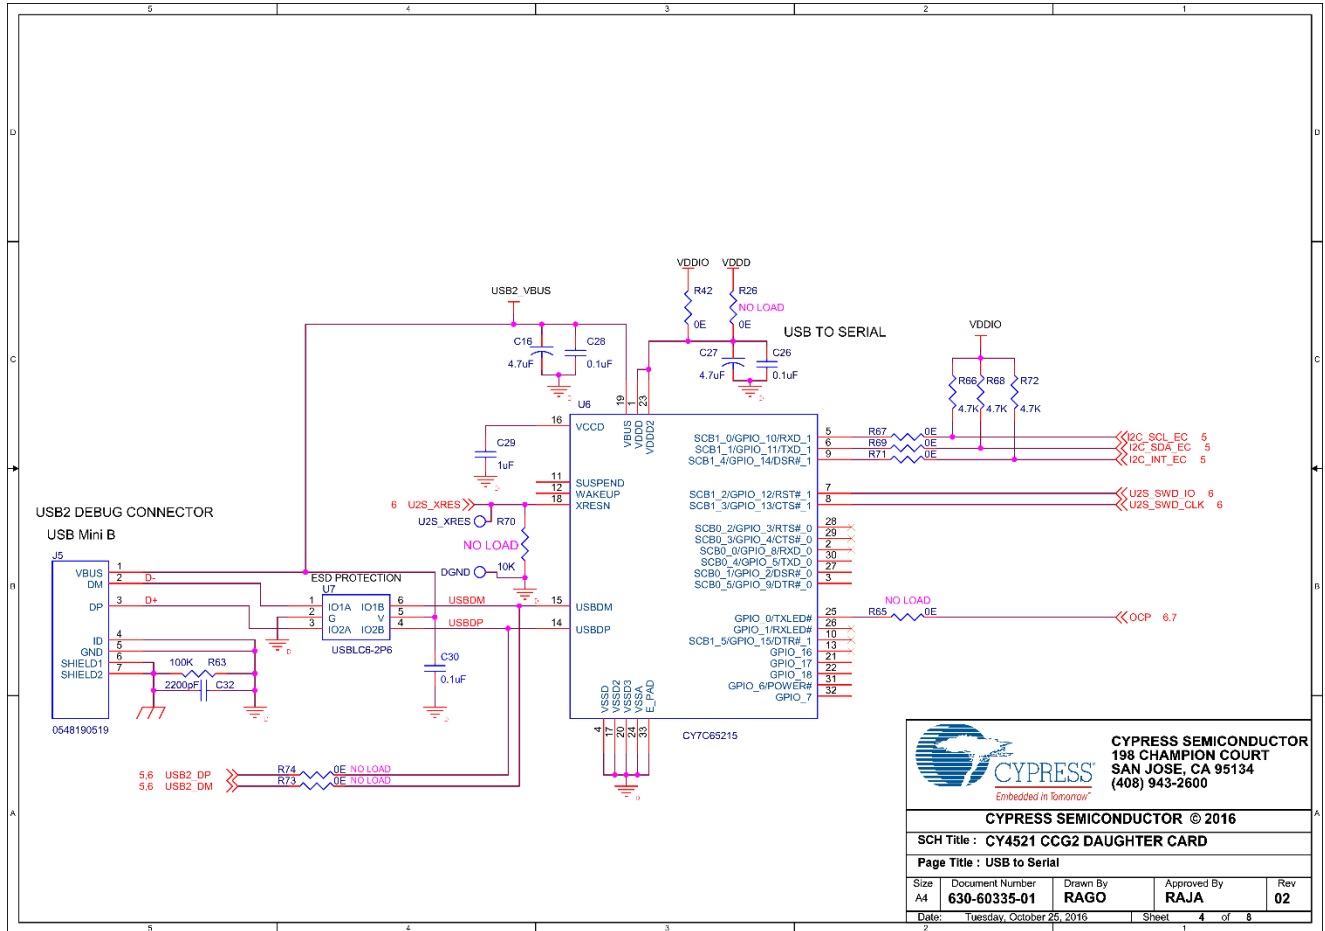 5 4 3 2 1
D
D
C
C
B
B
A
A
USB2_VBUS
C16
4.7uF
C28
0.1uF
VDDIO
VDDD
R42
0E
R26
NO LOAD
0E
USB TO SERIAL
C27
4.7uF
C26
0.1uF
VDDIO
R66 R68 R72
4.7K 4.7K 4.7K
U6
19 1 23
VBUS
VDDD
VDDD2
16 VCCD
C29
1uF
11 SUSPEND
12 WAKEUP
18 XRESN
6 U2S_XRES
U2S_XRES
R70
NO LOAD
10K
DGND
SCB1_0/GPIO_10/RXD_1 5 R67 0E I2C_SCL_EC 5
SCB1_1/GPIO_11/TXD_1 6 R69 0E I2C_SDA_EC 5
SCB1_4/GPIO_14/DSR#_1 9 R71 0E I2C_INT_EC 5
SCB1_2/GPIO_12/RST#_1 7 U2S_SWD_IO 6
SCB1_3/GPIO_13/CTS#_1 8 U2S_SWD_CLK 6
SCB0_2/GPIO_3/RTS#_0 28
SCB0_3/GPIO_4/CTS#_0 29
SCB0_0/GPIO_8/RXD_0 2
SCB0_4/GPIO_5/TXD_0 30
SCB0_1/GPIO_2/DSR#_0 27
SCB0_5/GPIO_9/DTR#_0 3
NO LOAD
GPIO_0/TXLED# 25 R65 0E OCP 6,7
GPIO_1/RXLED# 26
SCB1_5/GPIO_15/DTR#_1 10
GPIO_16 13
GPIO_17 21
GPIO_18 22
GPIO_6/POWER# 31
GPIO_7 32
15 USBDM
14 USBDP
VSSD
VSSD2
VSSD3
VSSA
E_PAD
4 17 20 24 33
CY7C65215
USB2 DEBUG CONNECTOR
USB Mini B
J5
VBUS 1
DM 2 D-
DP 3 D+
ID 4
GND 5
SHIELD1 6
SHIELD2 7
0548190519
100K R63
2200pF C32
ESD PROTECTION
U7
1 IO1A IO1B 6 USBDM
2 G V 5
3 IO2A IO2B 4 USBDP
USBLC6-2P6
C30
0.1uF
5,6 USB2_DP R74 0E NO LOAD
5,6 USB2_DM R73 0E NO LOAD
CYPRESS
Embedded in Tomorrow™
CYPRESS SEMICONDUCTOR
198 CHAMPION COURT
SAN JOSE, CA 95134
(408) 943-2600
CYPRESS SEMICONDUCTOR © 2016
SCH Title : CY4521 CCG2 DAUGHTER CARD
Page Title : USB to Serial
Size Document Number Drawn By Approved By Rev
A4 630-60335-01 RAGO RAJA 02
Date: Tuesday, October 25, 2016 Sheet 4 of 8
5 4 3 2 1